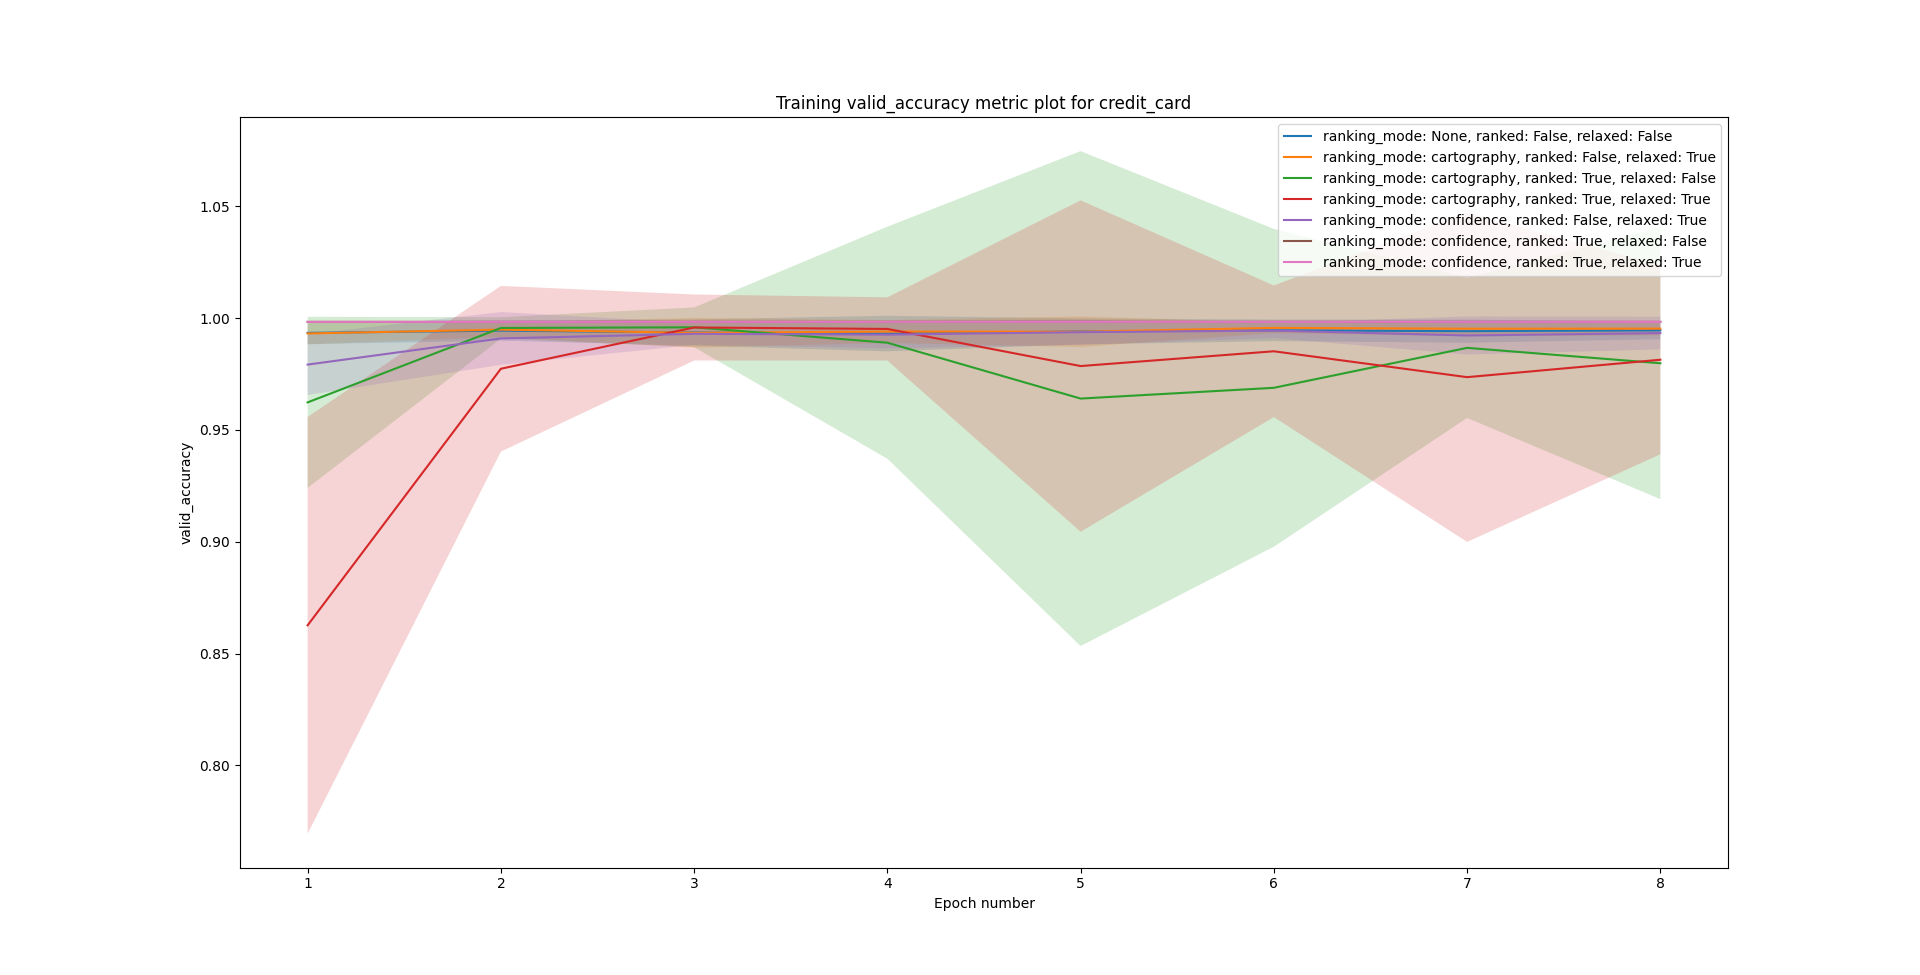 Training valid_accuracy metric plot for credit_card
ranking_mode: None, ranked: False, relaxed: False
ranking_mode: cartography, ranked: False, relaxed: True
ranking_mode: cartography, ranked: True, relaxed: False
ranking_mode: cartography, ranked: True, relaxed: True
ranking_mode: confidence, ranked: False, relaxed: True
ranking_mode: confidence, ranked: True, relaxed: False
ranking_mode: confidence, ranked: True, relaxed: True
valid_accuracy
1.05
1.00
0.95
0.90
0.85
0.80
1 2 3 4 5 6 7 8
Epoch number